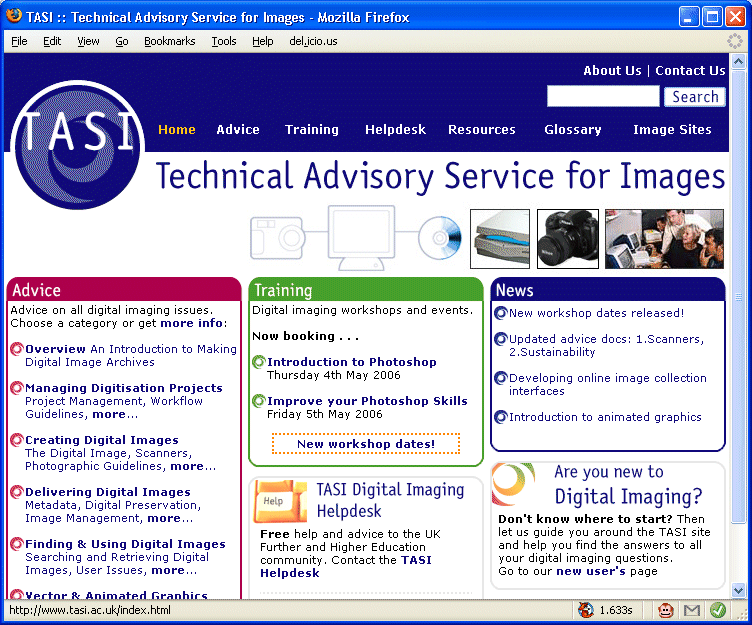 TASI :: Technical Advisory Service for Images - Mozilla Firefox
File Edit View Go Bookmarks Tools Help del.icio.us
About Us | Contact Us
Search
TASI
Home Advice Training Helpdesk Resources Glossary Image Sites
Technical Advisory Service for Images
Advice
Advice on all digital imaging issues.
Choose a category or get more info:
Overview An Introduction to Making
Digital Image Archives
Managing Digitisation Projects
Project Management, Workflow
Guidelines, more...
Creating Digital Images
The Digital Image, Scanners,
Photographic Guidelines, more...
Delivering Digital Images
Metadata, Digital Preservation,
Image Management, more...
Finding & Using Digital Images
Searching and Retrieving Digital
Images, User Issues, more...
Vector & Animated Graphics
Training
Digital imaging workshops and events.
Now booking . . .
Introduction to Photoshop
Thursday 4th May 2006
Improve your Photoshop Skills
Friday 5th May 2006
New workshop dates!
Help
TASI Digital Imaging
Helpdesk
Free help and advice to the UK
Further and Higher Education
community. Contact the TASI
Helpdesk
News
New workshop dates released!
Updated advice docs: 1.Scanners,
2.Sustainability
Developing online image collection
interfaces
Introduction to animated graphics
Are you new to
Digital Imaging?
Don't know where to start? Then
let us guide you around the TASI site
and help you find the answers to all
your digital imaging questions.
Go to our new user's page
http://www.tasi.ac.uk/index.html
1.633s